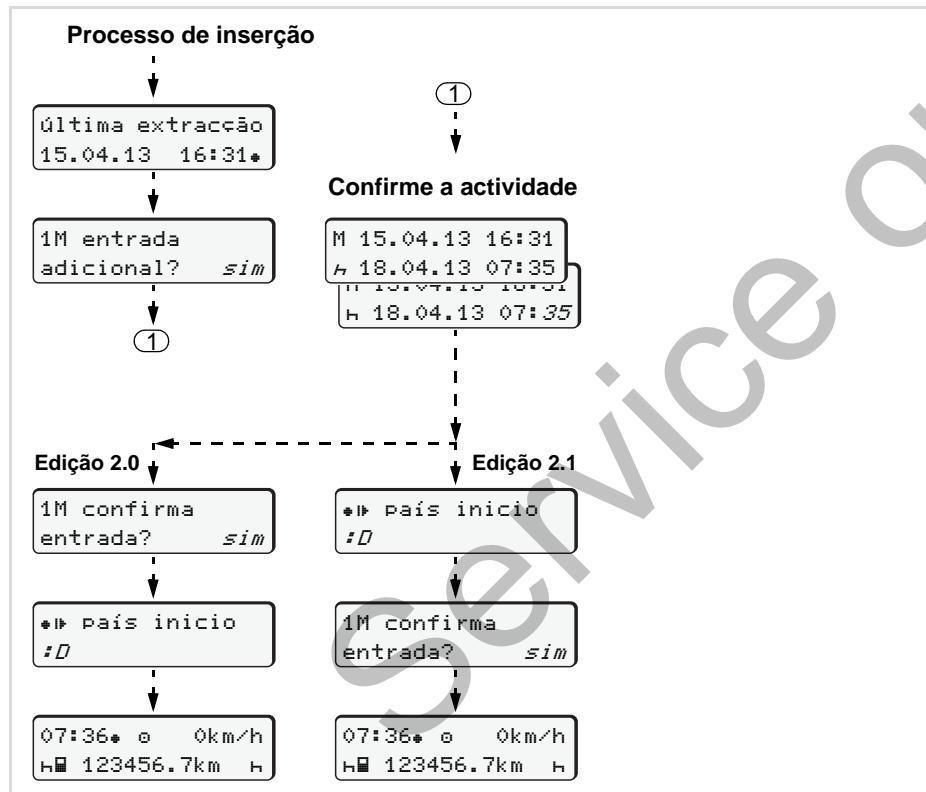 Processo de inserção
última extracção
15.04.13 16:31
1M entrada
adicional? sim
1
1
Confirme a actividade
M 15.04.13 16:31
18.04.13 07:35
18.04.13 07:35
Edição 2.0
1M confirma
entrada? sim
país inicio
:D
07:36 0km/h
123456.7km
Edição 2.1
país inicio
:D
1M confirma
entrada? sim
07:36 0km/h
123456.7km
Service o